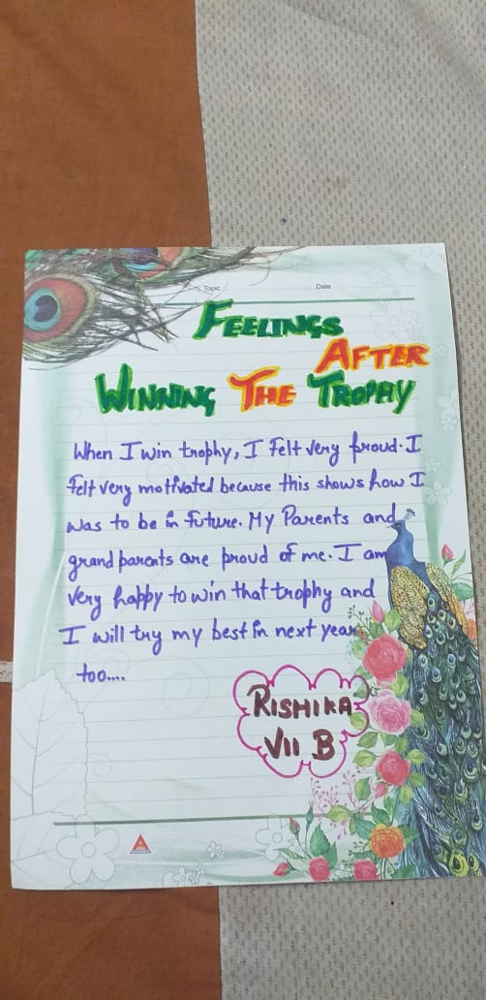 Topic Date
FEELINGS
AFTER
WINNING THE TROPHY
When I win trophy, I Felt very proud. I
felt very motivated because this shows how I
was to be in future. My Parents and
grand parents are proud of me. I am
very happy to win that trophy and
I will try my best in next year
too....
RISHIKA
VII B